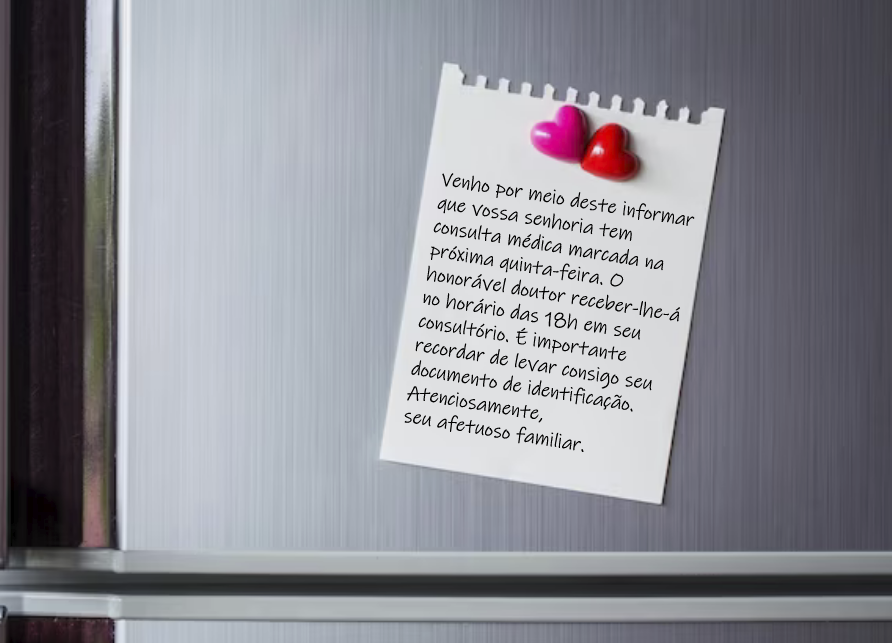 Venho por meio deste informar
que vossa senhoria tem
consulta médica marcada na
próxima quinta-feira. O
honorável doutor receber-lhe-á
no horário das 18h em seu
consultório. É importante
recordar de levar consigo seu
documento de identificação.
Atenciosamente,
seu afetuoso familiar.